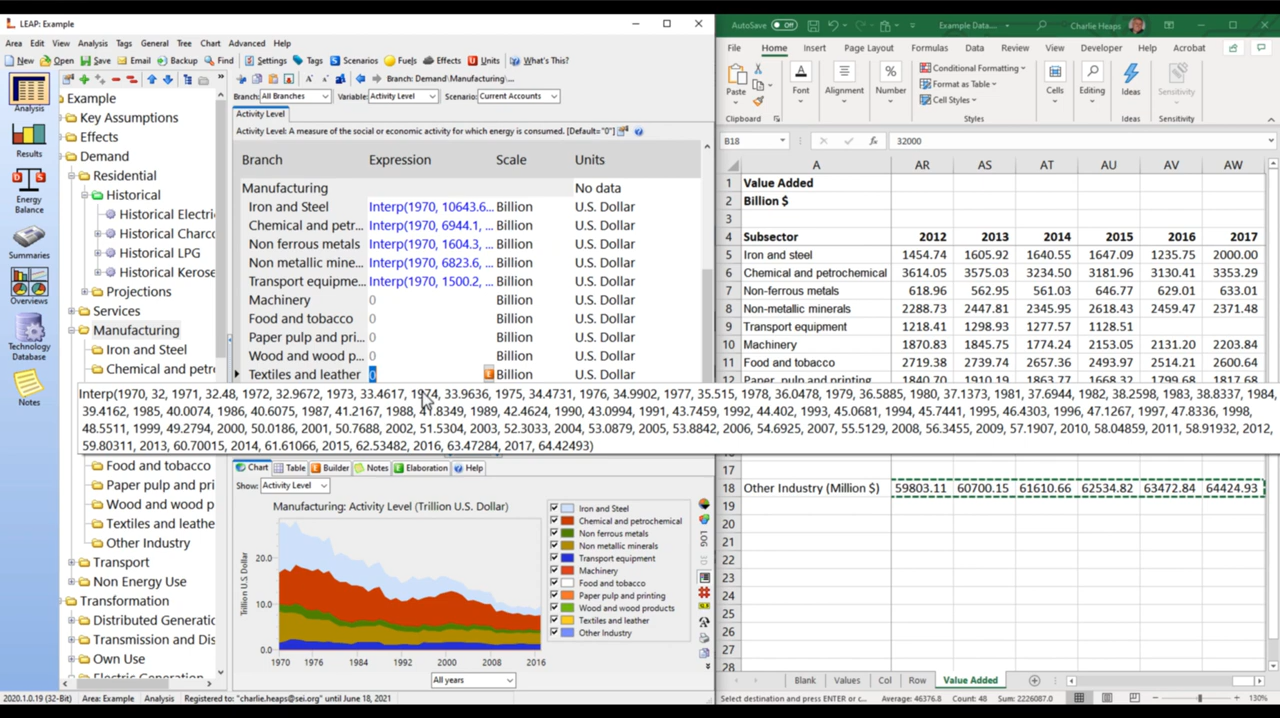 LEAP: Example
Area Edit View Analysis Tags General Tree Chart Advanced Help
New Open Save Email Backup Find Settings Tags Scenarios Fuels Effects Units What's This?
Branch: Demand\Manufacturing\...
Branch: All Branches Variable: Activity Level Scenario: Current Accounts
Analysis
Results
Energy
Balance
Summaries
Overviews
Technology
Database
Notes
Example
Key Assumptions
Effects
Demand
Residential
Historical
Historical Electri
Historical Charco
Historical LPG
Historical Kerose
Projections
Services
Manufacturing
Iron and Steel
Chemical and petr
Food and tobacco
Paper pulp and pri
Wood and wood p
Textiles and leathe
Other Industry
Transport
Non Energy Use
Transformation
Distributed Generatio
Transmission and Dis
Own Use
Electric Generation
Activity Level
Activity Level: A measure of the social or economic activity for which energy is consumed. [Default="0"]
Branch Expression Scale Units
Manufacturing No data
Iron and Steel Interp(1970, 10643.6... Billion U.S. Dollar
Chemical and petr... Interp(1970, 6944.1, ... Billion U.S. Dollar
Non ferrous metals Interp(1970, 1604.3, ... Billion U.S. Dollar
Non metallic mine... Interp(1970, 6823.6, ... Billion U.S. Dollar
Transport equipme... Interp(1970, 1500.2, ... Billion U.S. Dollar
Machinery 0 Billion U.S. Dollar
Food and tobacco 0 Billion U.S. Dollar
Paper pulp and pri... 0 Billion U.S. Dollar
Wood and wood p... 0 Billion U.S. Dollar
Textiles and leather 0 Billion U.S. Dollar
Interp(1970, 32, 1971, 32.48, 1972, 32.9672, 1973, 33.4617, 1974, 33.9636, 1975, 34.4731, 1976, 34.9902, 1977, 35.515, 1978, 36.0478, 1979, 36.5885, 1980, 37.1373, 1981, 37.6944, 1982, 38.2598, 1983, 38.8337, 1984,
39.4162, 1985, 40.0074, 1986, 40.6075, 1987, 41.2167, 1988, 41.8349, 1989, 42.4624, 1990, 43.0994, 1991, 43.7459, 1992, 44.402, 1993, 45.0681, 1994, 45.7441, 1995, 46.4303, 1996, 47.1267, 1997, 47.8336, 1998,
48.5511, 1999, 49.2794, 2000, 50.0186, 2001, 50.7688, 2002, 51.5304, 2003, 52.3033, 2004, 53.0879, 2005, 53.8842, 2006, 54.6925, 2007, 55.5129, 2008, 56.3455, 2009, 57.1907, 2010, 58.04859, 2011, 58.91932, 2012,
59.80311, 2013, 60.70015, 2014, 61.61066, 2015, 62.53482, 2016, 63.47284, 2017, 64.42493)
Chart Table Builder Notes Elaboration Help
Show: Activity Level
Manufacturing: Activity Level (Trillion U.S. Dollar)
Trillion U.S. Dollar
20.0
10.0
0.0
1970 1976 1984 1992 2000 2008 2016
All years
Iron and Steel
Chemical and petrochemical
Non ferrous metals
Non metallic minerals
Transport equipment
Machinery
Food and tobacco
Paper pulp and printing
Wood and wood products
Textiles and leather
Other Industry
LOG
2020.1.0.19 (32-Bit) Area: Example Analysis Registered to: "charlie.heaps@sei.org" until June 18, 2021
AutoSave Off Example Data... Charlie Heaps
File Home Insert Page Layout Formulas Data Review View Developer Help Acrobat
Paste
Clipboard
Font
Alignment
Number
Conditional Formatting
Format as Table
Cell Styles
Styles
Cells
Editing
Ideas
Ideas
Sensitivity
Sensitivity
B18 fx 32000
A AR AS AT AU AV AW
1 Value Added
2 Billion $
3
4 Subsector 2012 2013 2014 2015 2016 2017
5 Iron and steel 1454.74 1605.92 1640.55 1647.09 1235.75 2000.00
6 Chemical and petrochemical 3614.05 3575.03 3234.50 3181.96 3130.41 3353.29
7 Non-ferrous metals 618.96 562.95 561.03 646.77 629.01 633.01
8 Non-metallic minerals 2288.73 2447.81 2345.95 2618.43 2459.47 2371.48
9 Transport equipment 1218.41 1298.93 1277.57 1128.51
10 Machinery 1870.83 1845.75 1774.24 2153.05 2131.20 2203.84
11 Food and tobacco 2719.38 2739.74 2657.36 2493.97 2514.21 2600.64
12 Paper, pulp and printing 1840.70 1910.19 1863.77 1668.32 1799.68 1817.68
17
18 Other Industry (Million $) 59803.11 60700.15 61610.66 62534.82 63472.84 64424.93
19
20
21
22
23
24
25
26
27
28
Blank Values Col Row Value Added
Select destination and press ENTER or c... Average: 46376.8 Count: 48 Sum: 2226087.0 130%